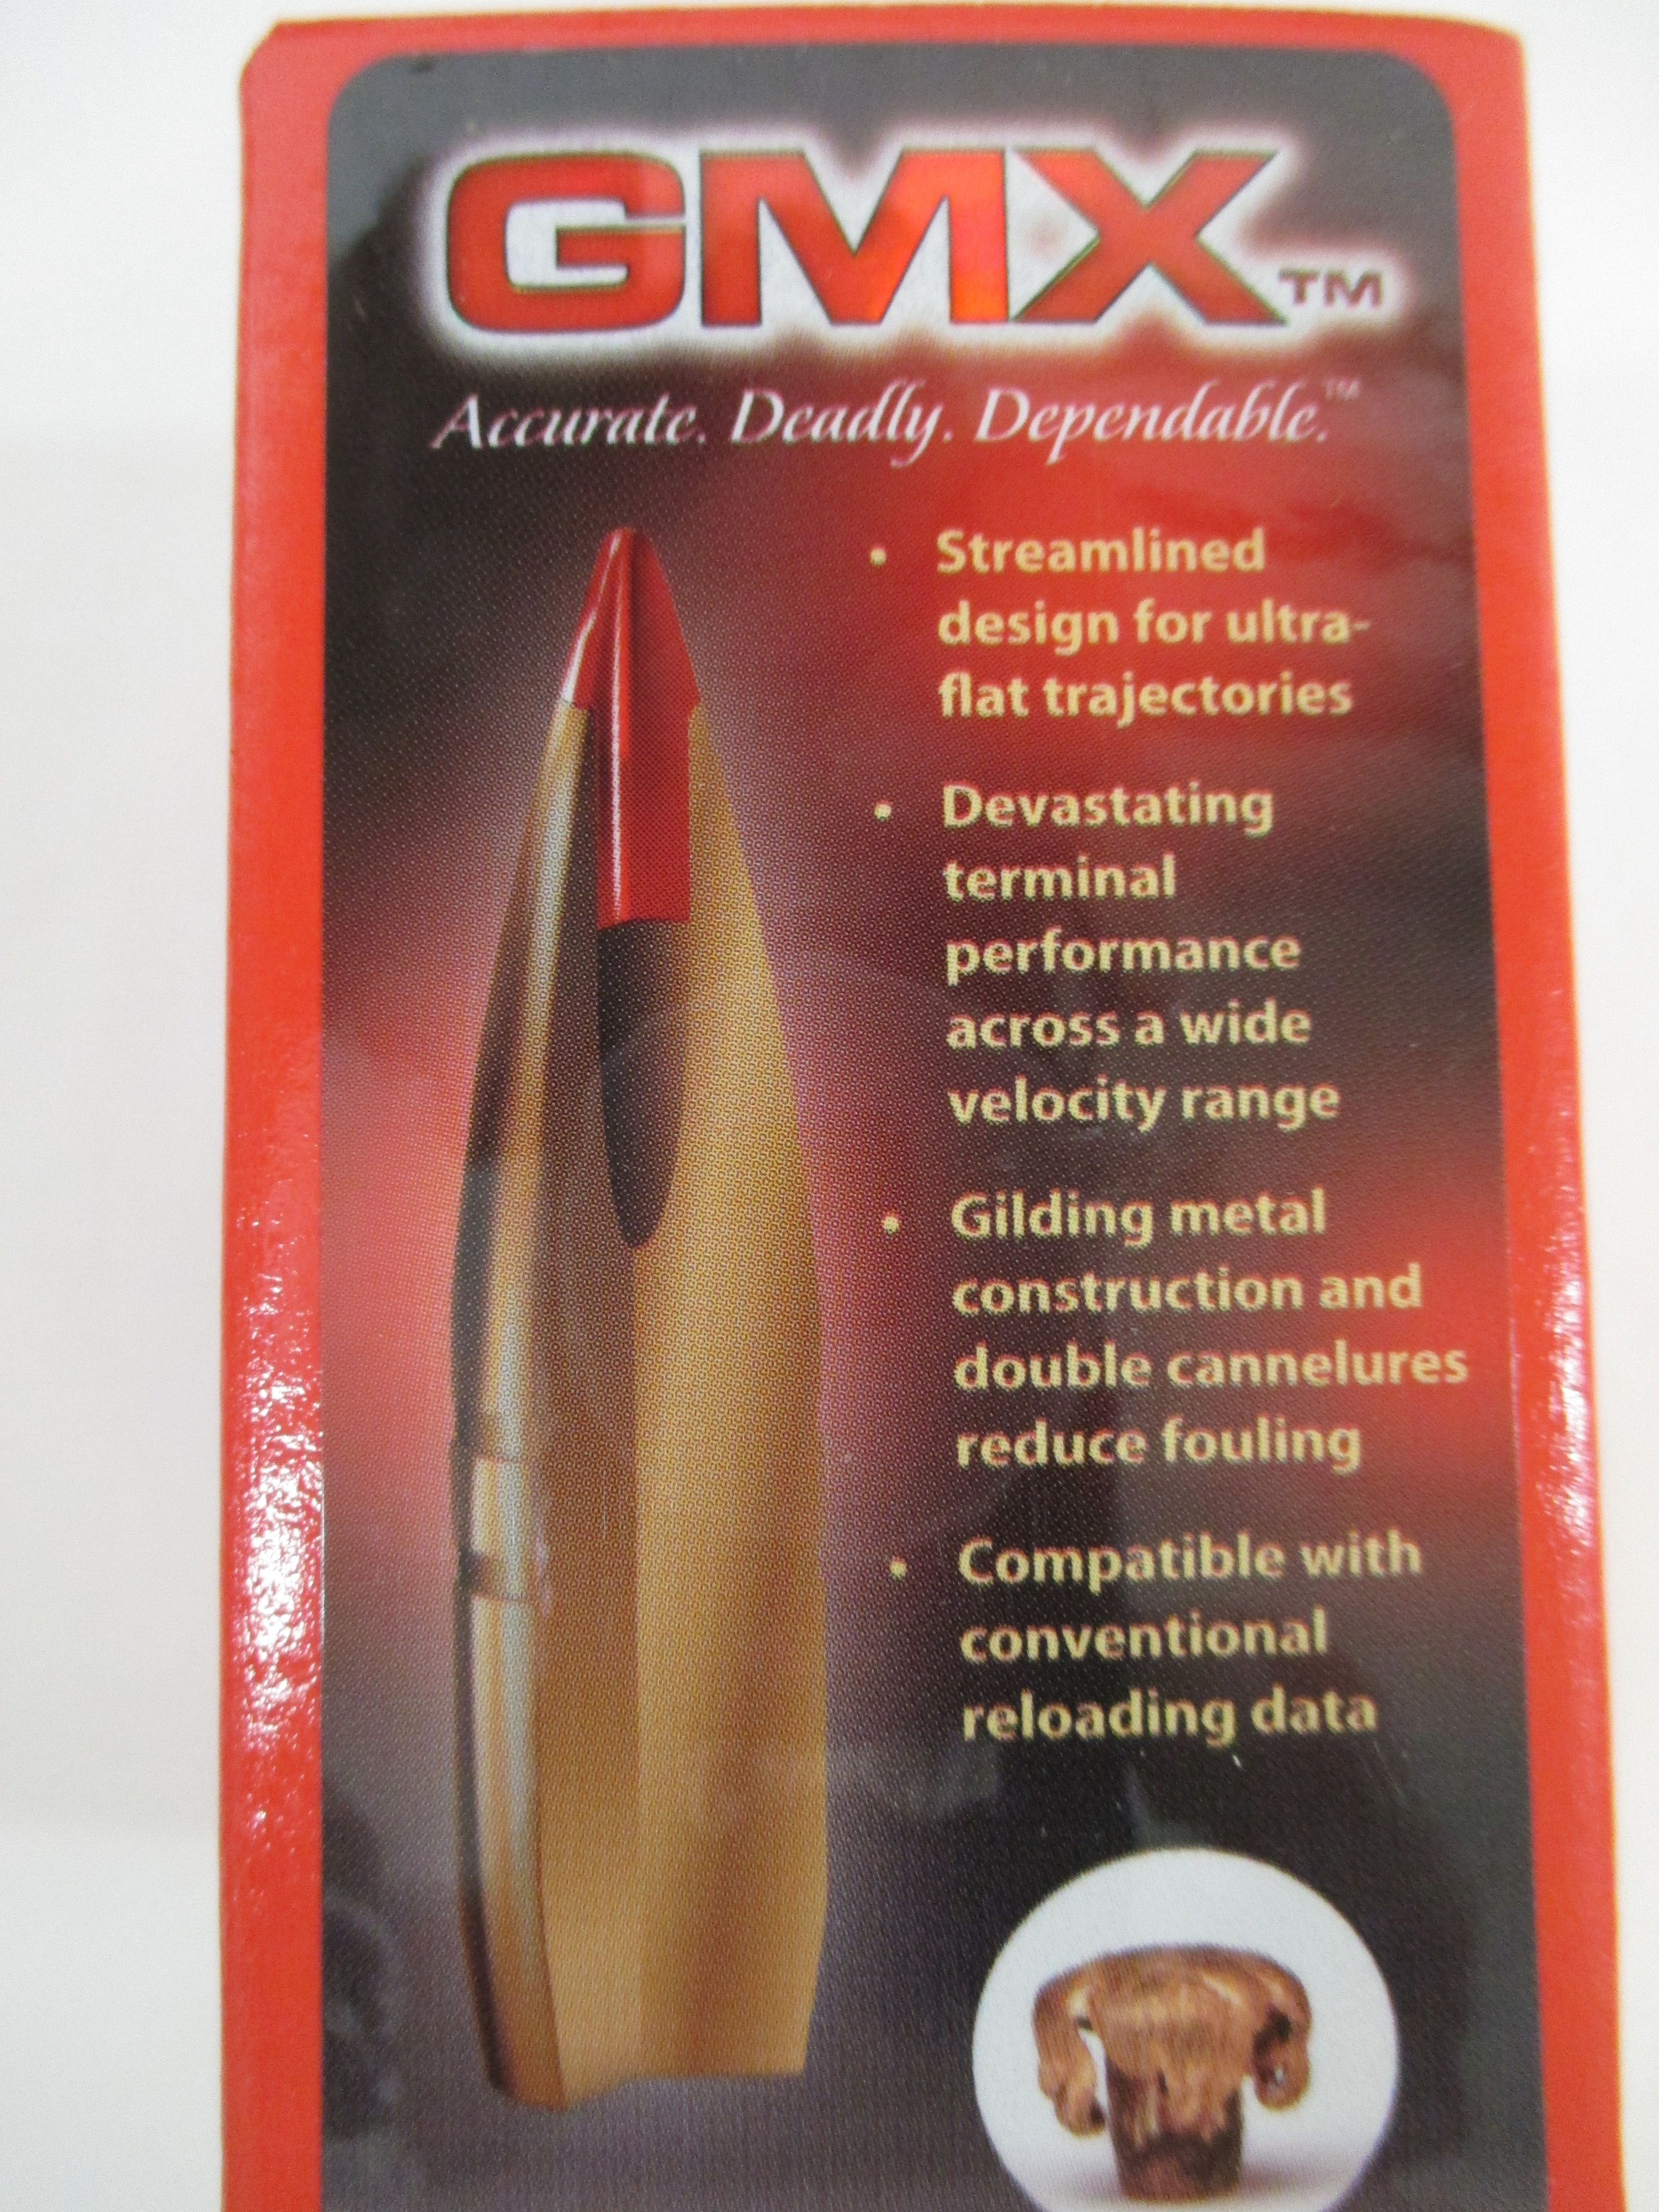 GMX™
Accurate. Deadly. Dependable.™
• Streamlined
design for ultra-
flat trajectories
• Devastating
terminal
performance
across a wide
velocity range
• Gilding metal
construction and
double cannelures
reduce fouling
• Compatible with
conventional
reloading data